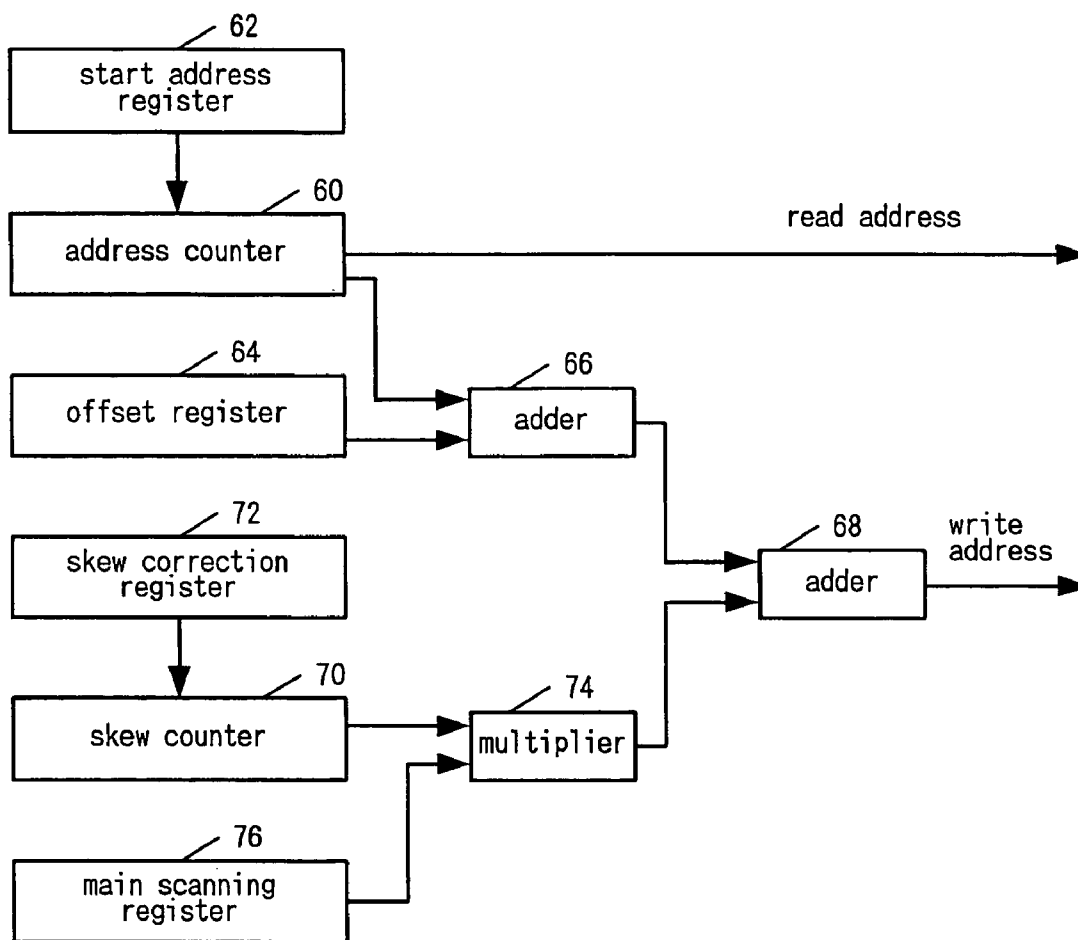 62
start address
register
60
read address
address counter
64
66
offset register
adder
72
68
write
address
skew correction
register
adder
70
74
skew counter
multiplier
76
main scanning
register